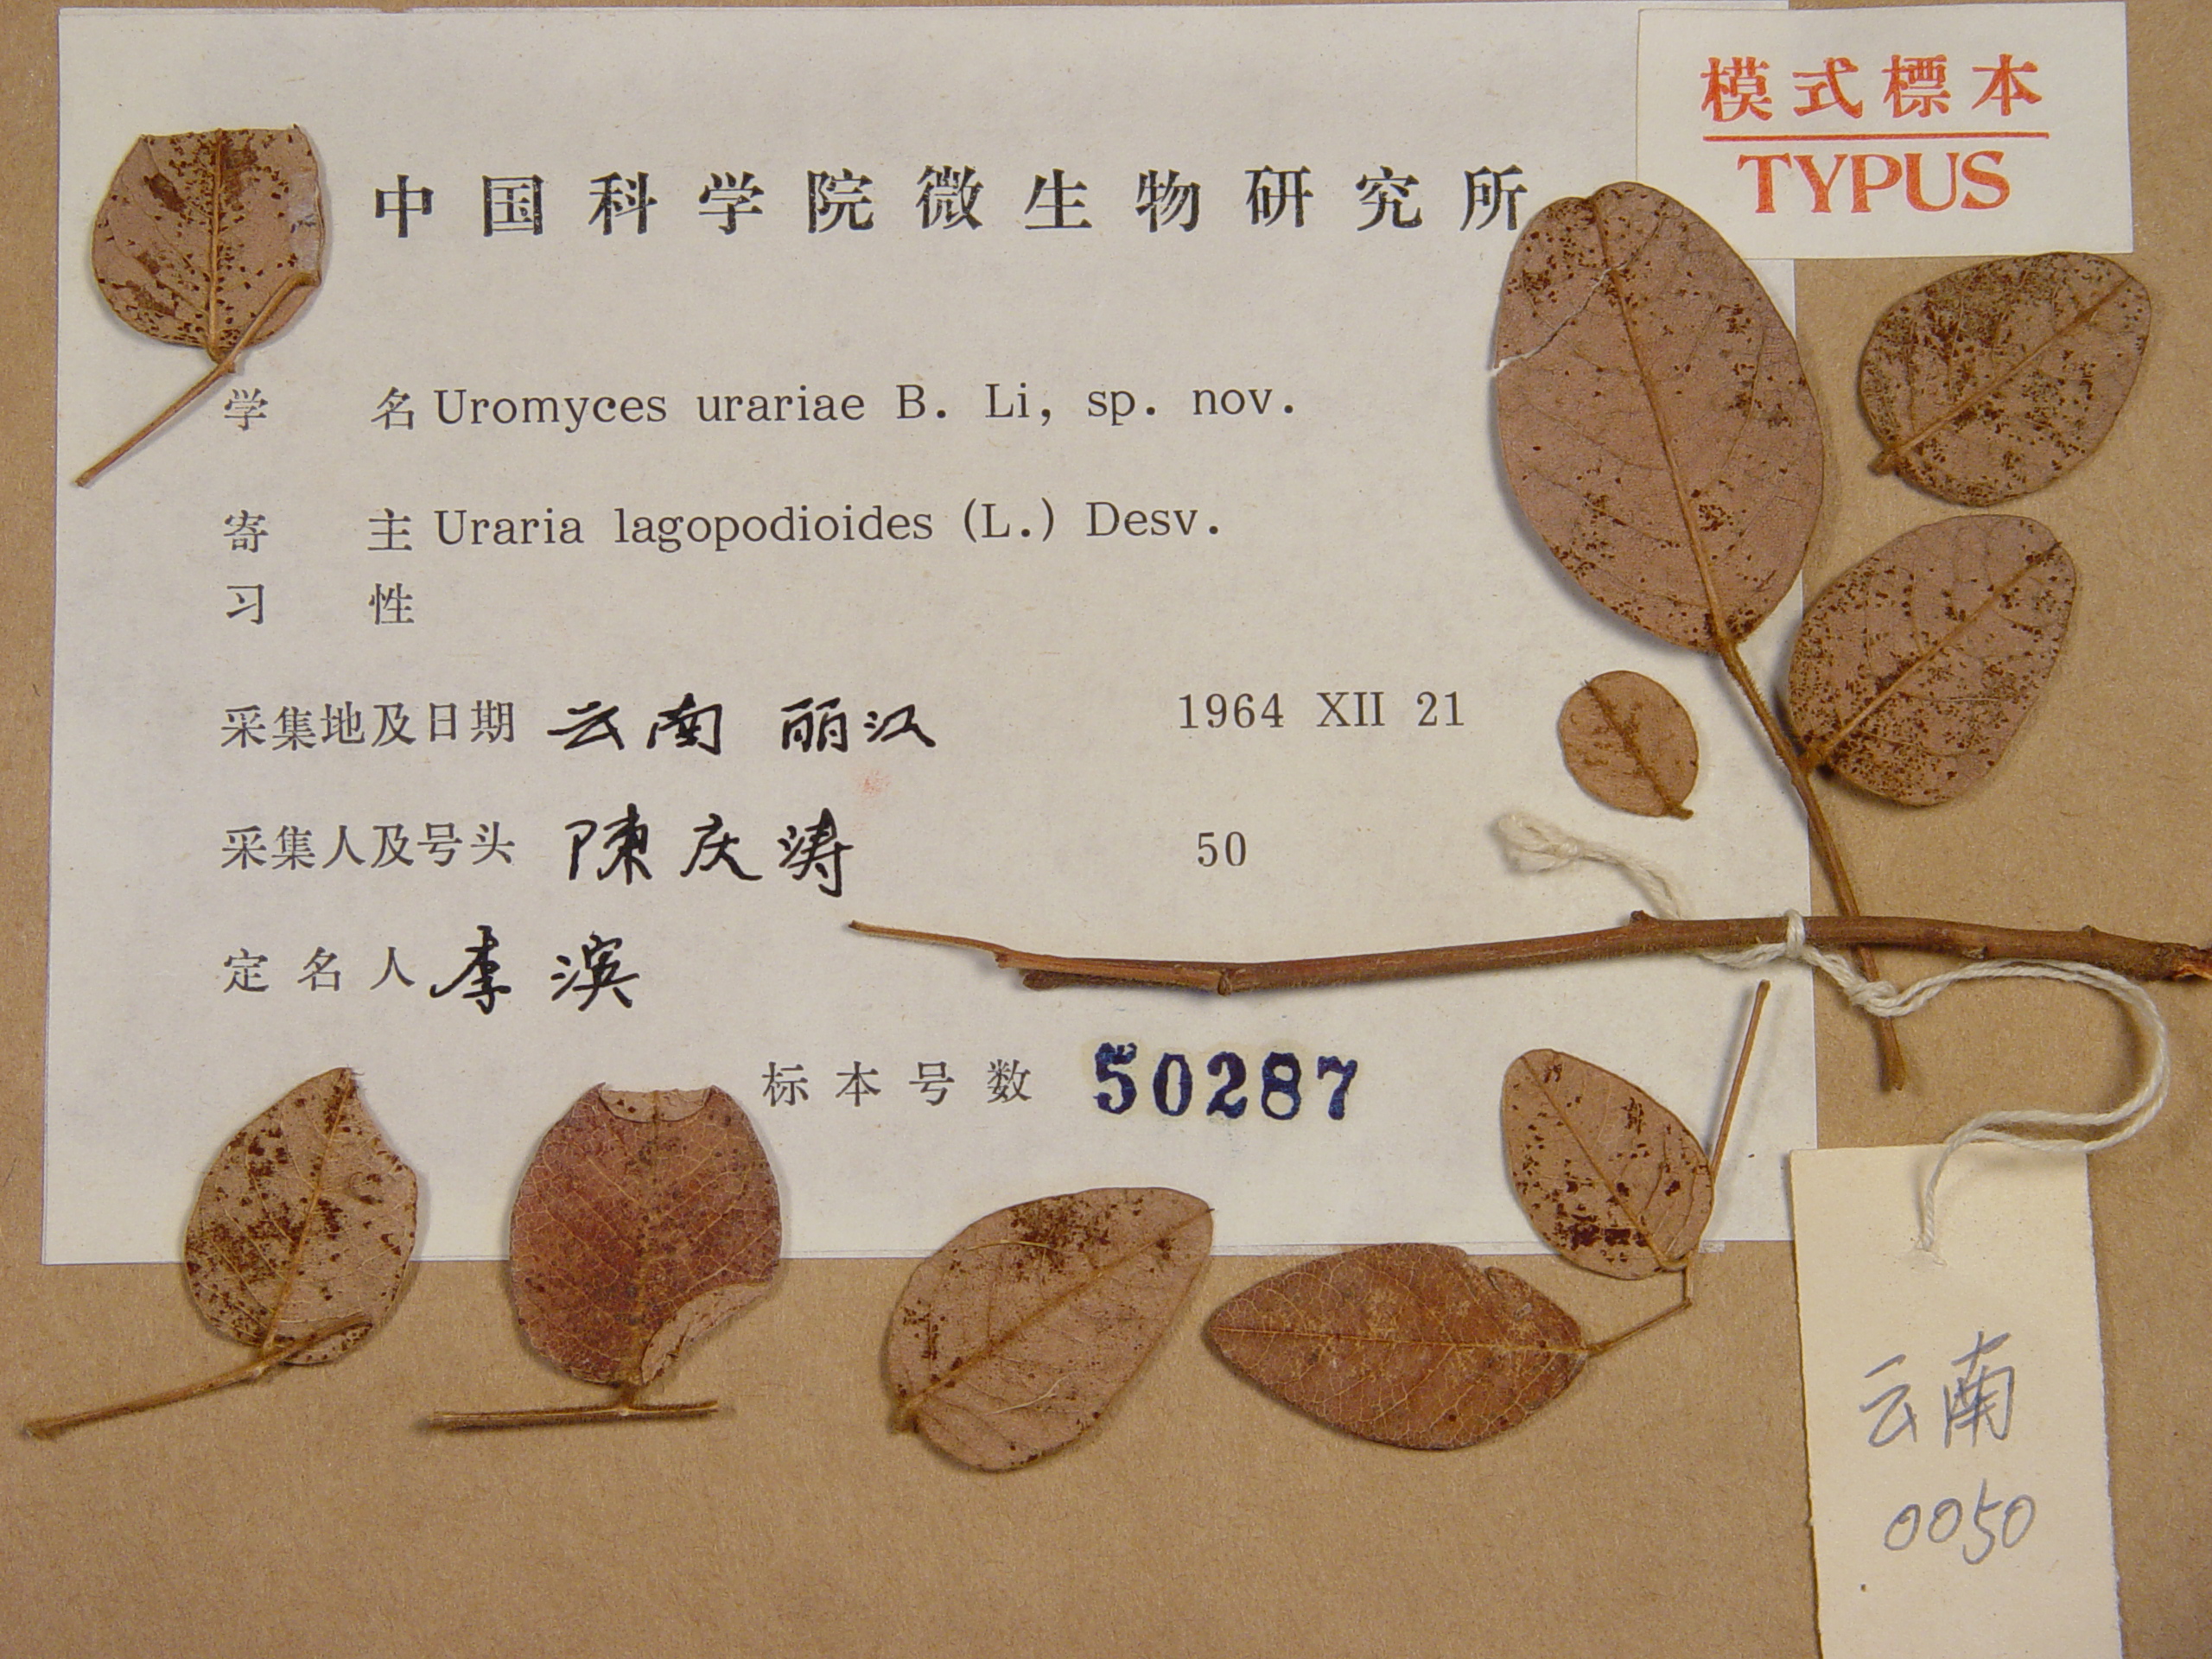 模式標本
TYPUS
中国科学院微生物研究所
学 名 Uromyces urariae B. Li, sp. nov.
寄 主 Uraria lagopodioides (L.) Desv.
习 性
采集地及日期 云南 丽江 1964 XII 21
采集人及号头 陳庆涛 50
定名人 李滨
标本号数 50287
云南
0050